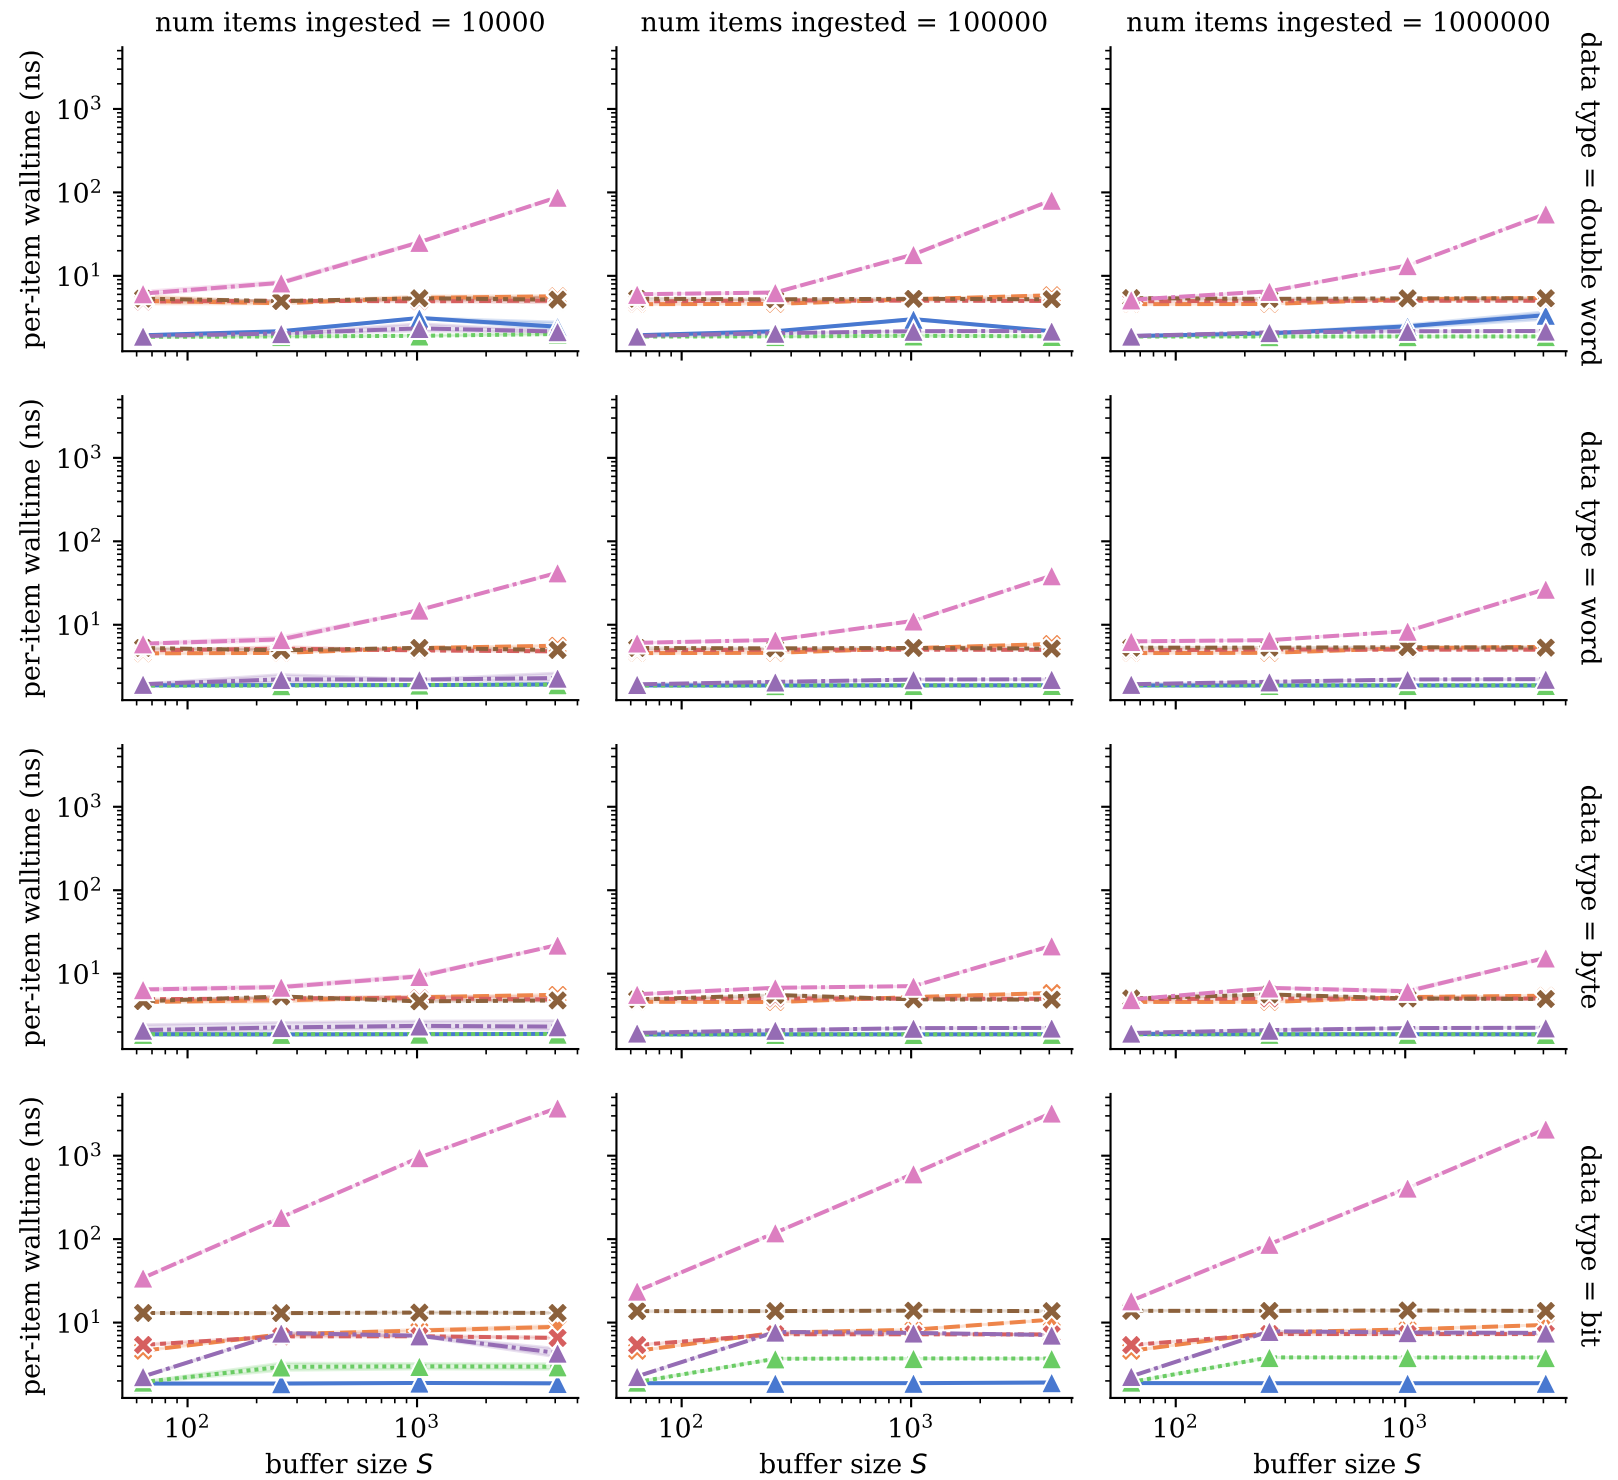 num items ingested = 10000
num items ingested = 100000
num items ingested = 1000000
per-item walltime (ns)
10³
10²
10¹
data type = double word
per-item walltime (ns)
10³
10²
10¹
data type = word
per-item walltime (ns)
10³
10²
10¹
data type = byte
per-item walltime (ns)
10³
10²
10¹
data type = bit
10² 10³
10² 10³
10² 10³
buffer size S
buffer size S
buffer size S